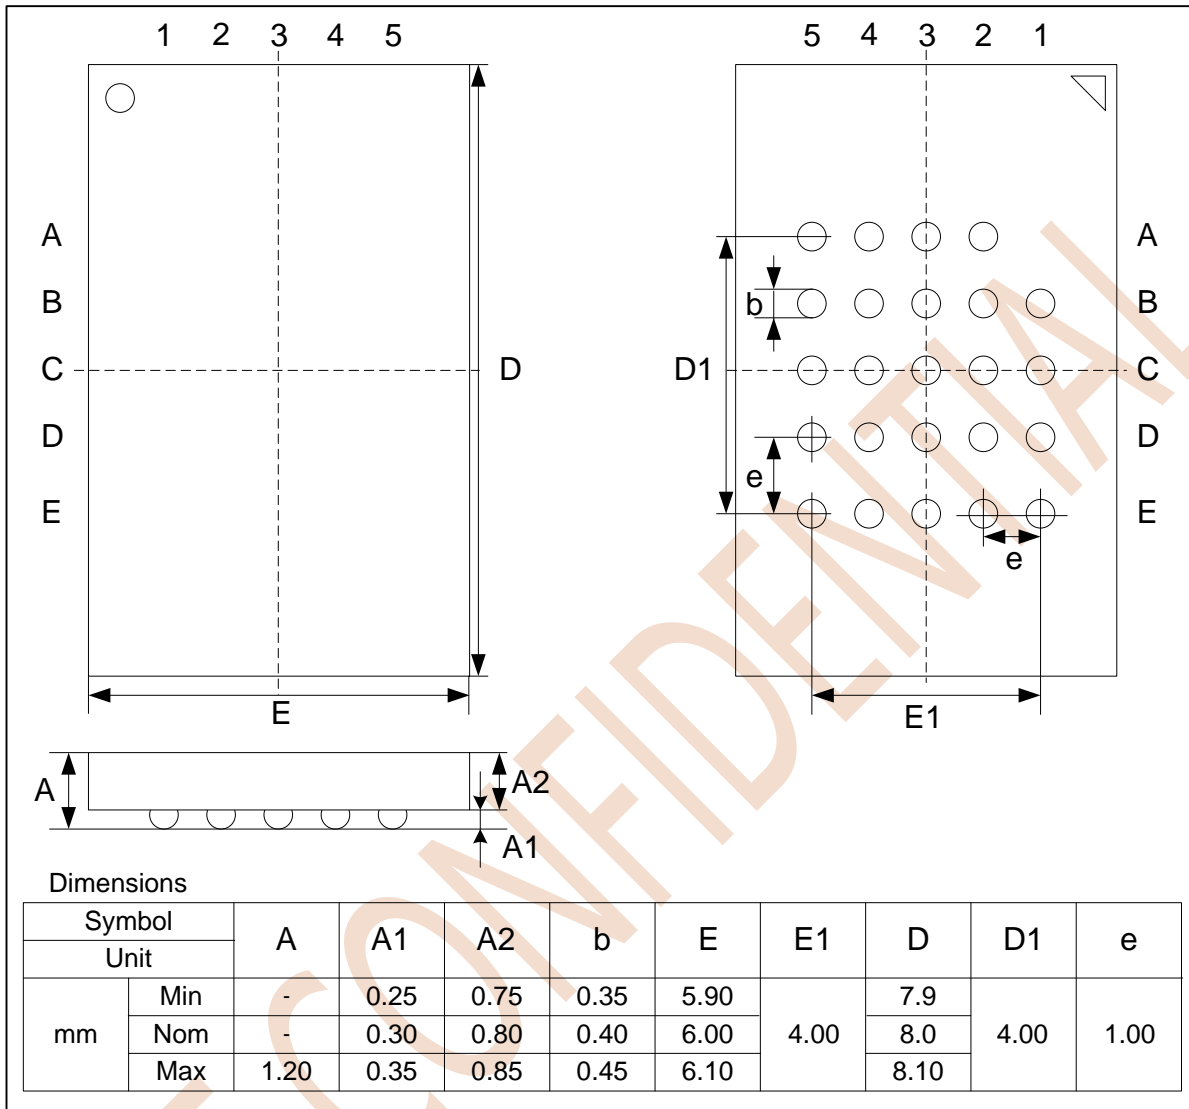 1 2 3 4 5
5 4 3 2 1
A
A
B
b
B
C
D
D1
C
D
D
e
E
E
e
E
E1
A
A2
A1
Dimensions
Symbol A A1 A2 b E E1 D D1 e
Unit
mm Min - 0.25 0.75 0.35 5.90 4.00 7.9 4.00 1.00
Nom - 0.30 0.80 0.40 6.00 8.0
Max 1.20 0.35 0.85 0.45 6.10 8.10
CONFIDENTIAL